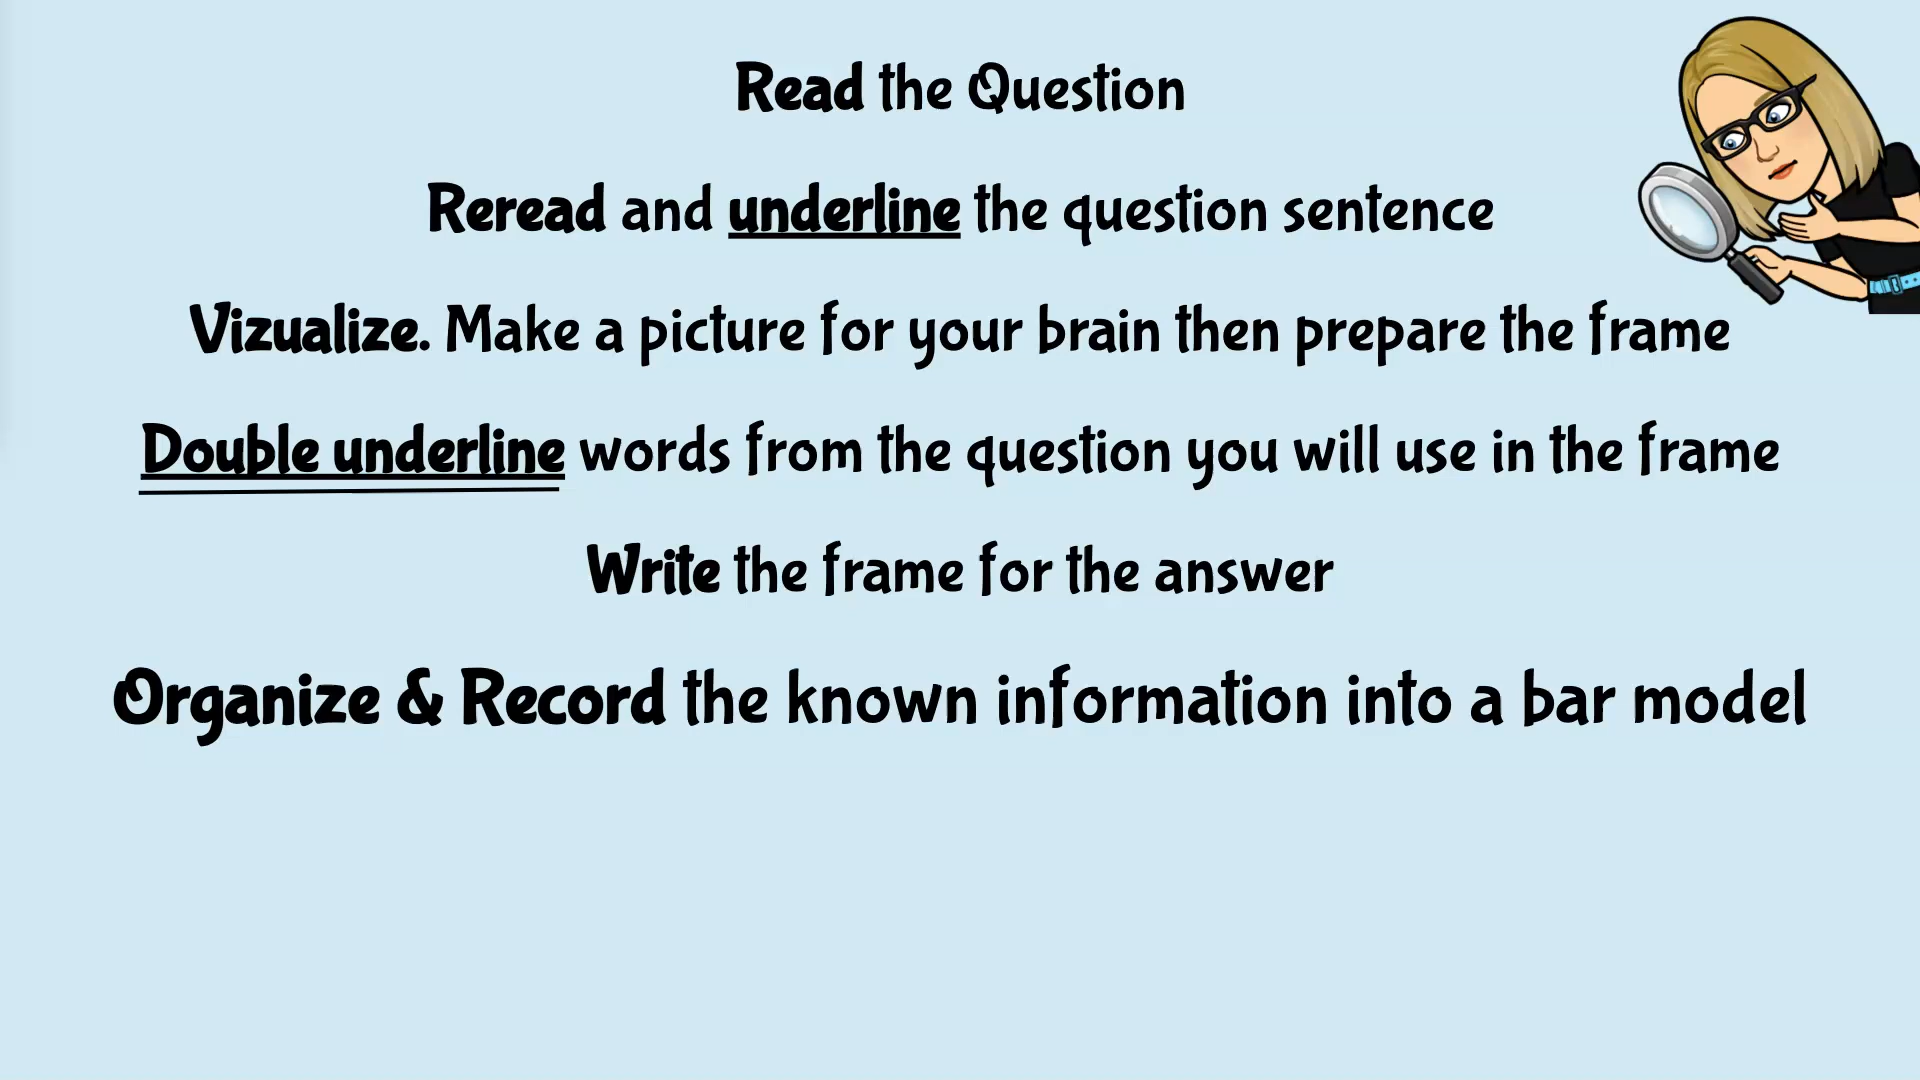 Read the Question
Reread and underline the question sentence
Vizualize. Make a picture for your brain then prepare the frame
Double underline words from the question you will use in the frame
Write the frame for the answer
Organize & Record the known information into a bar model